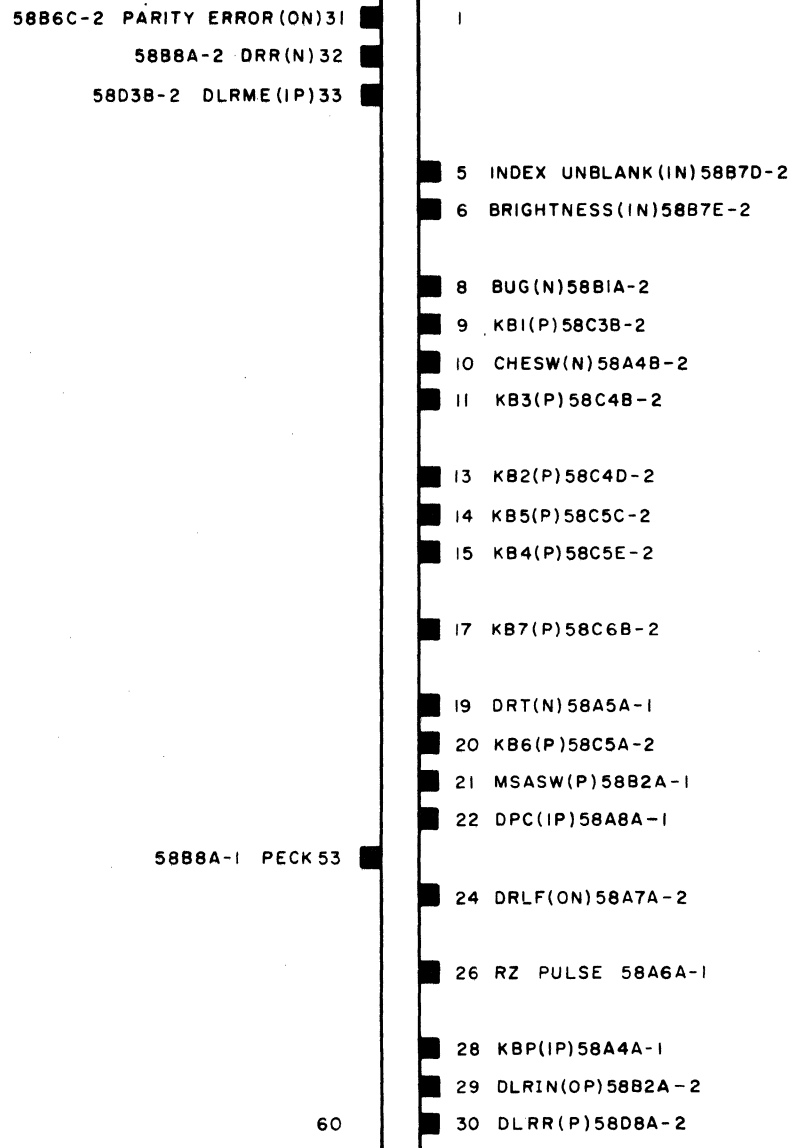 58B6C-2 PARITY ERROR(ON)31 1
58B8A-2 DRR(N)32
58D3B-2 DLRME(IP)33
5 INDEX UNBLANK(IN)58B7D-2
6 BRIGHTNESS(IN)58B7E-2
8 BUG(N)58B1A-2
9 KB1(P)58C3B-2
10 CHESW(N)58A4B-2
11 KB3(P)58C4B-2
13 KB2(P)58C4D-2
14 KB5(P)58C5C-2
15 KB4(P)58C5E-2
17 KB7(P)58C6B-2
19 DRT(N)58A5A-1
20 KB6(P)58C5A-2
21 MSASW(P)58B2A-1
22 DPC(IP)58A8A-1
58B8A-1 PECK53
24 DRLF(ON)58A7A-2
26 RZ PULSE 58A6A-1
28 KBP(IP)58A4A-1
29 DLRIN(OP)58B2A-2
60 30 DLRR(P)58D8A-2